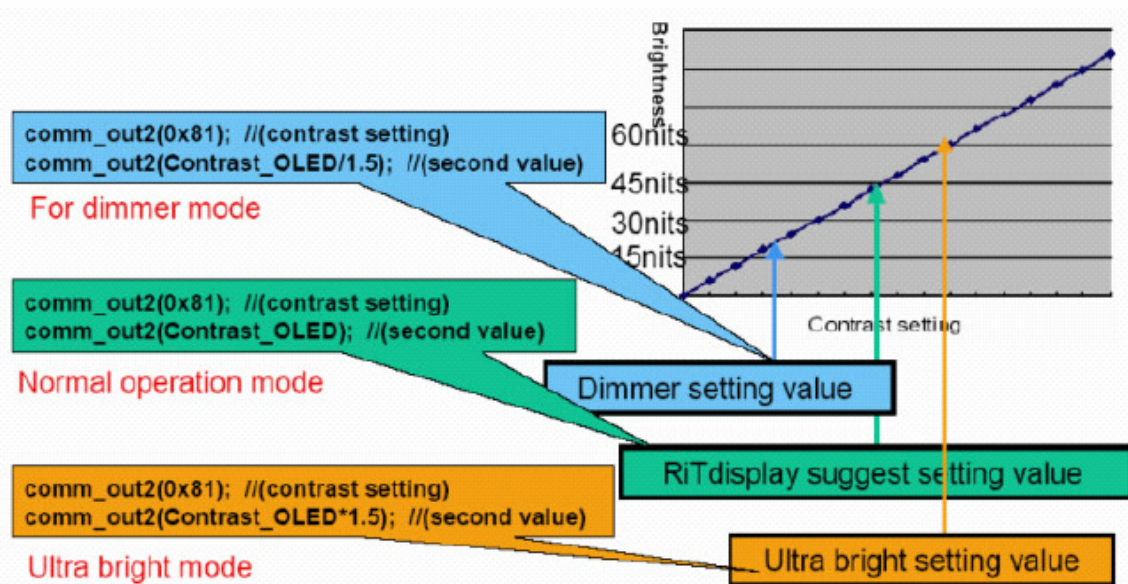 Brightness
comm_out2(0x81); //(contrast setting)
comm_out2(Contrast_OLED/1.5); //(second value)
For dimmer mode
60nits
45nits
30nits
15nits
Contrast setting
comm_out2(0x81); //(contrast setting)
comm_out2(Contrast_OLED); //(second value)
Normal operation mode
Dimmer setting value
RiTdisplay suggest setting value
comm_out2(0x81); //(contrast setting)
comm_out2(Contrast_OLED*1.5); //(second value)
Ultra bright mode
Ultra bright setting value